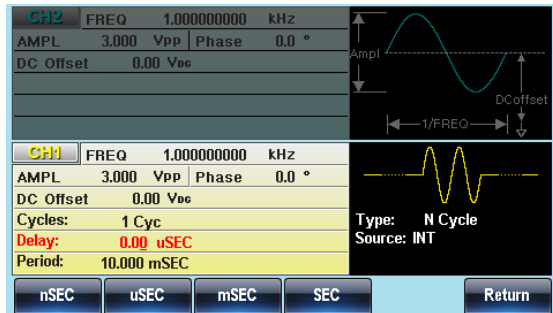 CH2 FREQ 1.000000000 kHz
AMPL 3.000 VPP Phase 0.0 °
DC Offset 0.00 VDC
Ampl
DCoffset
1/FREQ
CH1 FREQ 1.000000000 kHz
AMPL 3.000 VPP Phase 0.0 °
DC Offset 0.00 VDC
Cycles: 1 Cyc
Delay: 0.00 uSEC
Period: 10.000 mSEC
Type: N Cycle
Source: INT
nSEC uSEC mSEC SEC Return